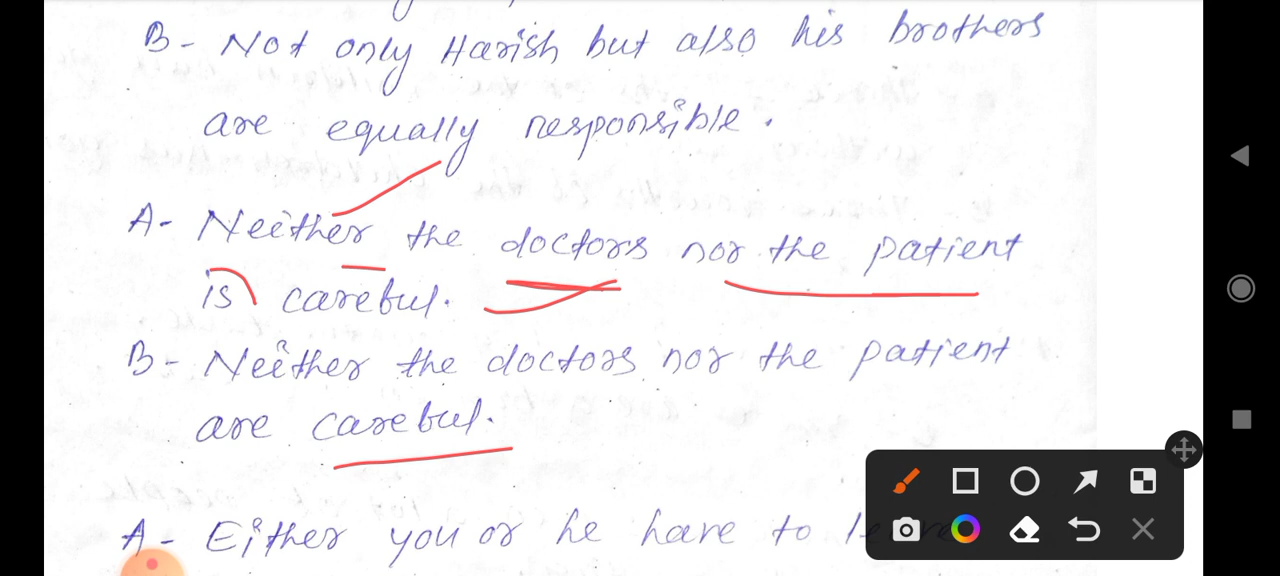 B - Not only Harish but also his brothers
are equally responsible.
A - Neither the doctors nor the patient
is careful.
B - Neither the doctors nor the patient
are careful.
A - Either you or he have to